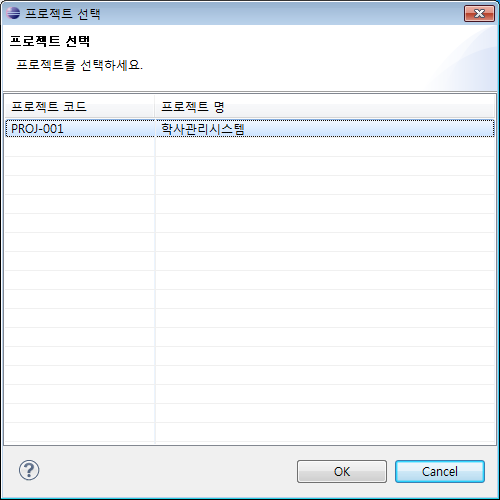 프로젝트 선택
프로젝트 선택
프로젝트를 선택하세요.
프로젝트 코드 프로젝트 명
PROJ-001 학사관리시스템
?
OK Cancel